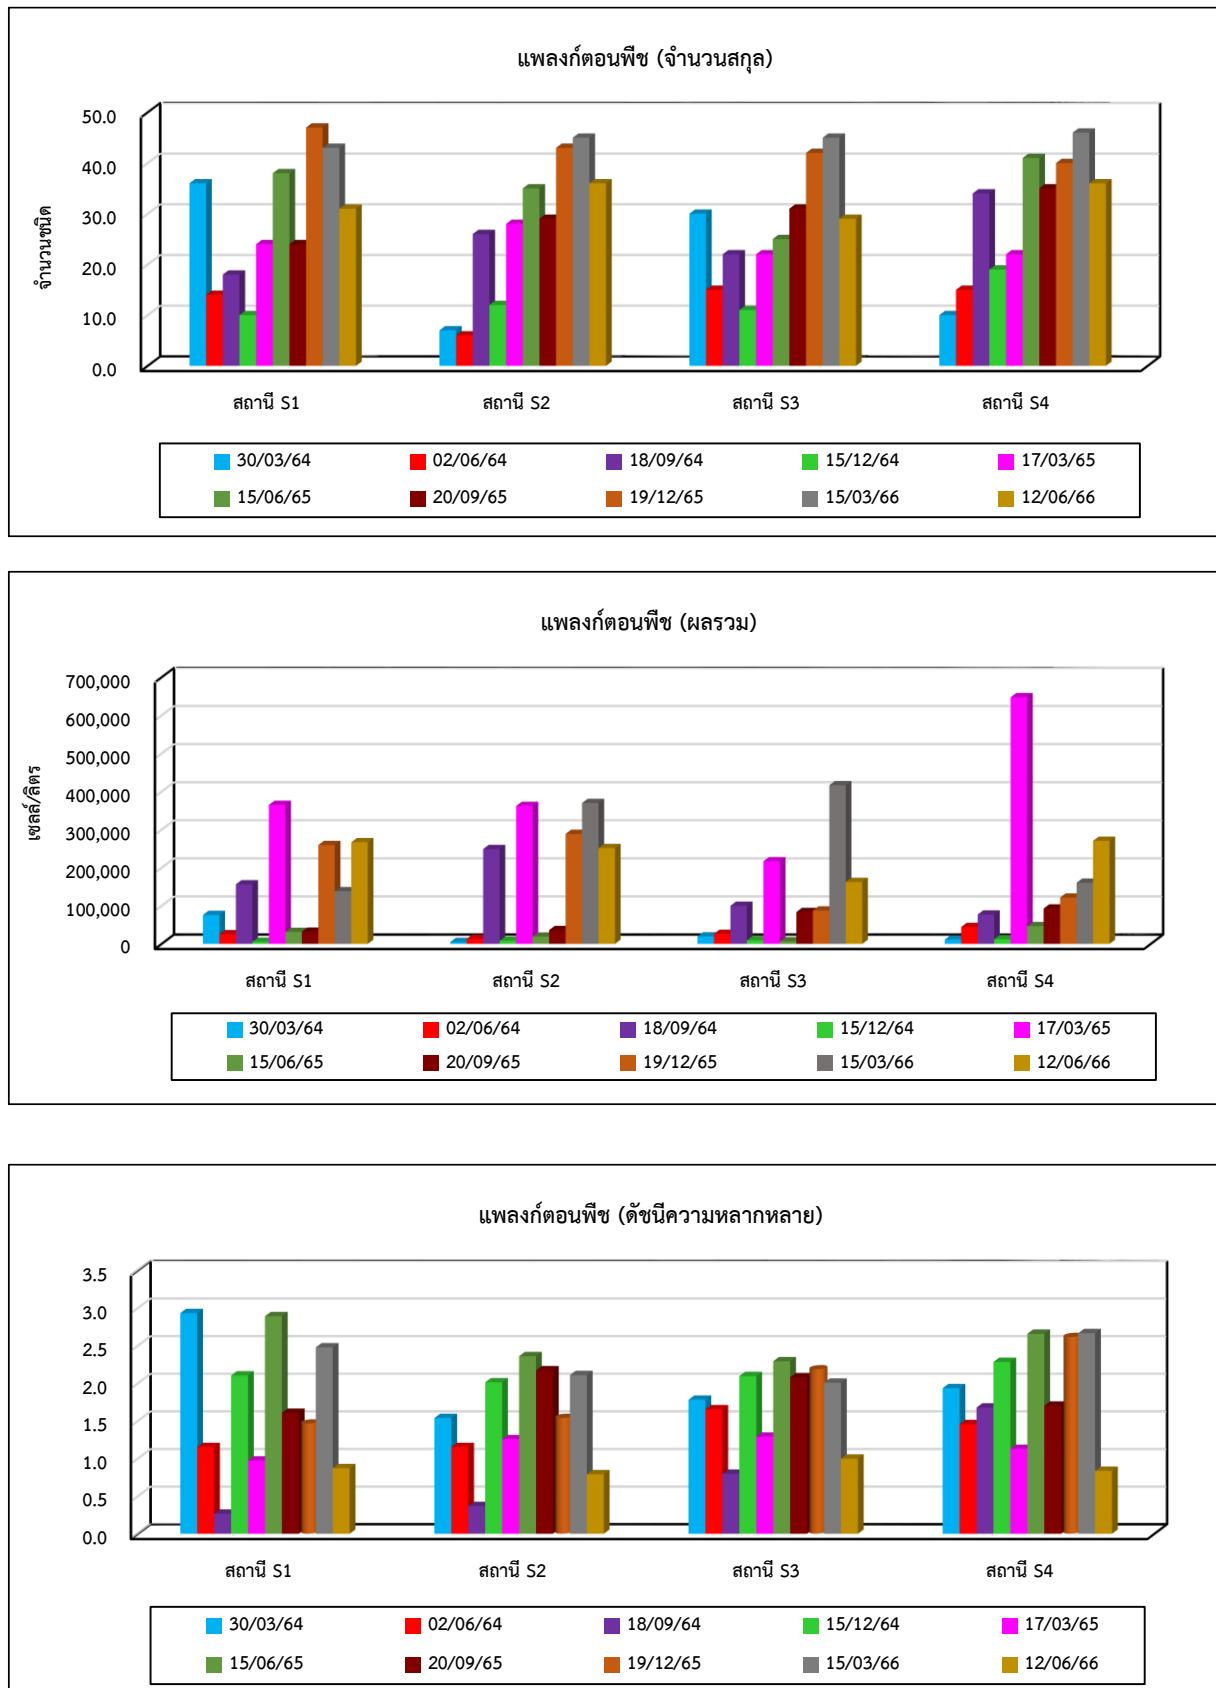 แพลงก์ตอนพืช (จำนวนสกุล)
จำนวนชนิด
50.0
40.0
30.0
20.0
10.0
0.0
สถานี S1 สถานี S2 สถานี S3 สถานี S4
30/03/64 02/06/64 18/09/64 15/12/64 17/03/65
15/06/65 20/09/65 19/12/65 15/03/66 12/06/66
แพลงก์ตอนพืช (ผลรวม)
เซลล์/ลิตร
700,000
600,000
500,000
400,000
300,000
200,000
100,000
0
สถานี S1 สถานี S2 สถานี S3 สถานี S4
30/03/64 02/06/64 18/09/64 15/12/64 17/03/65
15/06/65 20/09/65 19/12/65 15/03/66 12/06/66
แพลงก์ตอนพืช (ดัชนีความหลากหลาย)
3.5
3.0
2.5
2.0
1.5
1.0
0.5
0.0
สถานี S1 สถานี S2 สถานี S3 สถานี S4
30/03/64 02/06/64 18/09/64 15/12/64 17/03/65
15/06/65 20/09/65 19/12/65 15/03/66 12/06/66